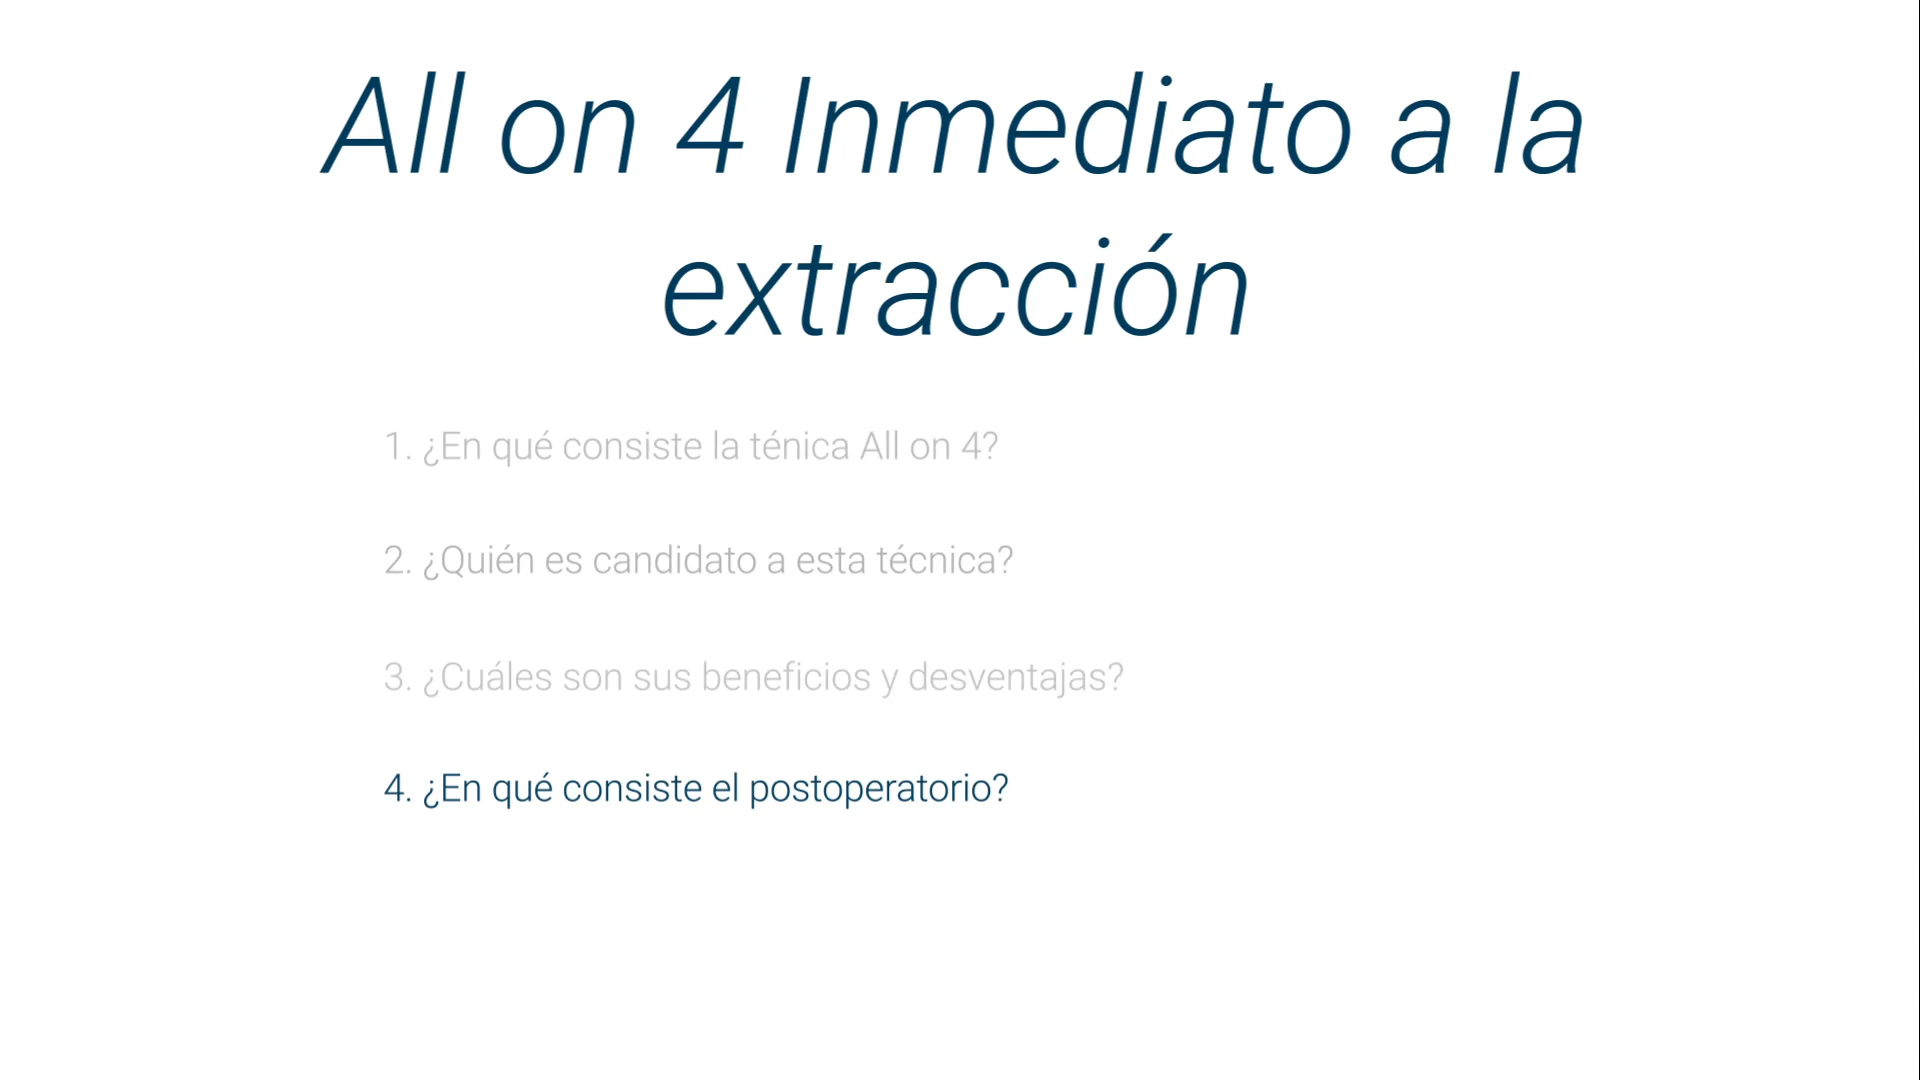 All on 4 Inmediato a la
extracción
1. ¿En qué consiste la ténica All on 4?
2. ¿Quién es candidato a esta técnica?
3. ¿Cuáles son sus beneficios y desventajas?
4. ¿En qué consiste el postoperatorio?